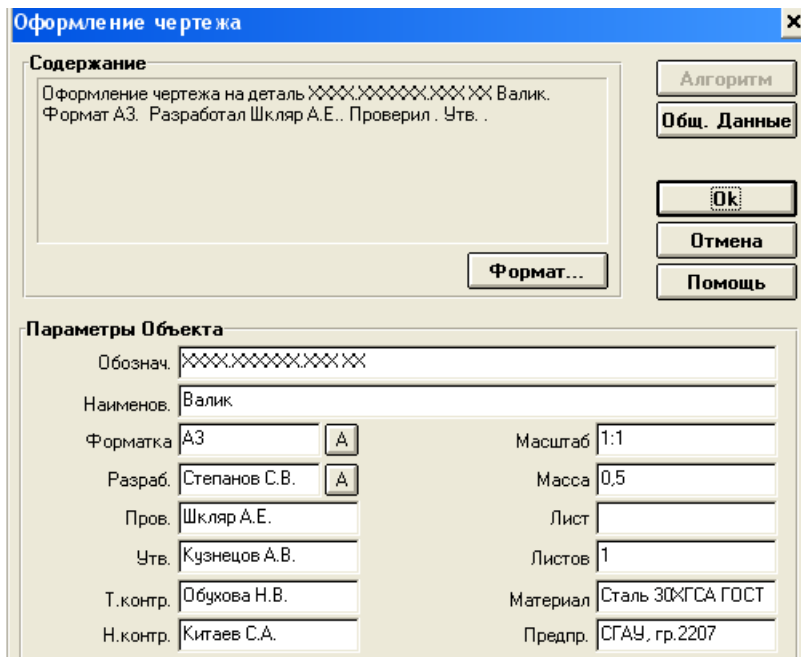 Оформление чертежа
Содержание
Оформление чертежа на деталь XXXX.XXXXXX.XXX XX Валик.
Формат А3. Разработал Шкляр А.Е.. Проверил . Утв. .
Алгоритм
Общ. Данные
Ok
Отмена
Формат...
Помощь
Параметры Объекта
Обознач. XXXX.XXXXXX.XXX XX
Наименов. Валик
Форматка А3 А Масштаб 1:1
Разраб. Степанов С.В. А Масса 0,5
Пров. Шкляр А.Е. Лист
Утв. Кузнецов А.В. Листов 1
Т.контр. Обухова Н.В. Материал Сталь 30ХГСА ГОСТ
Н.контр. Китаев С.А. Предпр. СГАУ, гр.2207